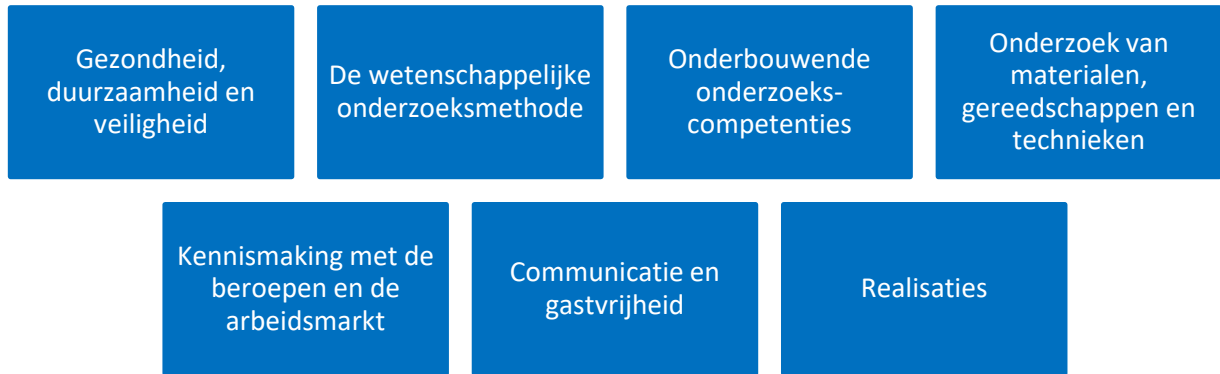 Gezondheid,
duurzaamheid en
veiligheid
De wetenschappelijke
onderzoeksmethode
Onderbouwende
onderzoeks-
competenties
Onderzoek van
materialen,
gereedschappen en
technieken
Kennismaking met de
beroepen en de
arbeidsmarkt
Communicatie en
gastvrijheid
Realisaties